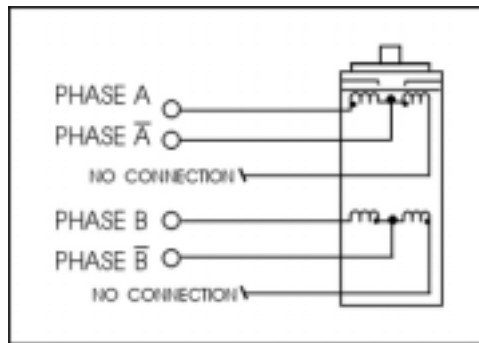 PHASE A
PHASE A̅
NO CONNECTION
PHASE B
PHASE B̅
NO CONNECTION